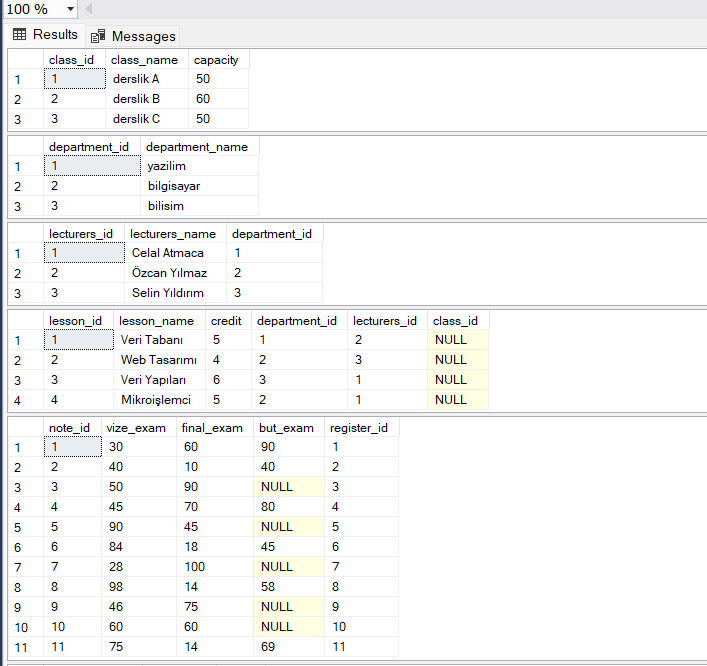 100 %
Results Messages
class_id class_name capacity
1 1 derslik A 50
2 2 derslik B 60
3 3 derslik C 50
department_id department_name
1 1 yazilim
2 2 bilgisayar
3 3 bilisim
lecturers_id lecturers_name department_id
1 1 Celal Atmaca 1
2 2 Özcan Yılmaz 2
3 3 Selin Yıldırım 3
lesson_id lesson_name credit department_id lecturers_id class_id
1 1 Veri Tabanı 5 1 2 NULL
2 2 Web Tasarımı 4 2 3 NULL
3 3 Veri Yapıları 6 3 1 NULL
4 4 Mikroişlemci 5 2 1 NULL
note_id vize_exam final_exam but_exam register_id
1 1 30 60 90 1
2 2 40 10 40 2
3 3 50 90 NULL 3
4 4 45 70 80 4
5 5 90 45 NULL 5
6 6 84 18 45 6
7 7 28 100 NULL 7
8 8 98 14 58 8
9 9 46 75 NULL 9
10 10 60 60 NULL 10
11 11 75 14 69 11